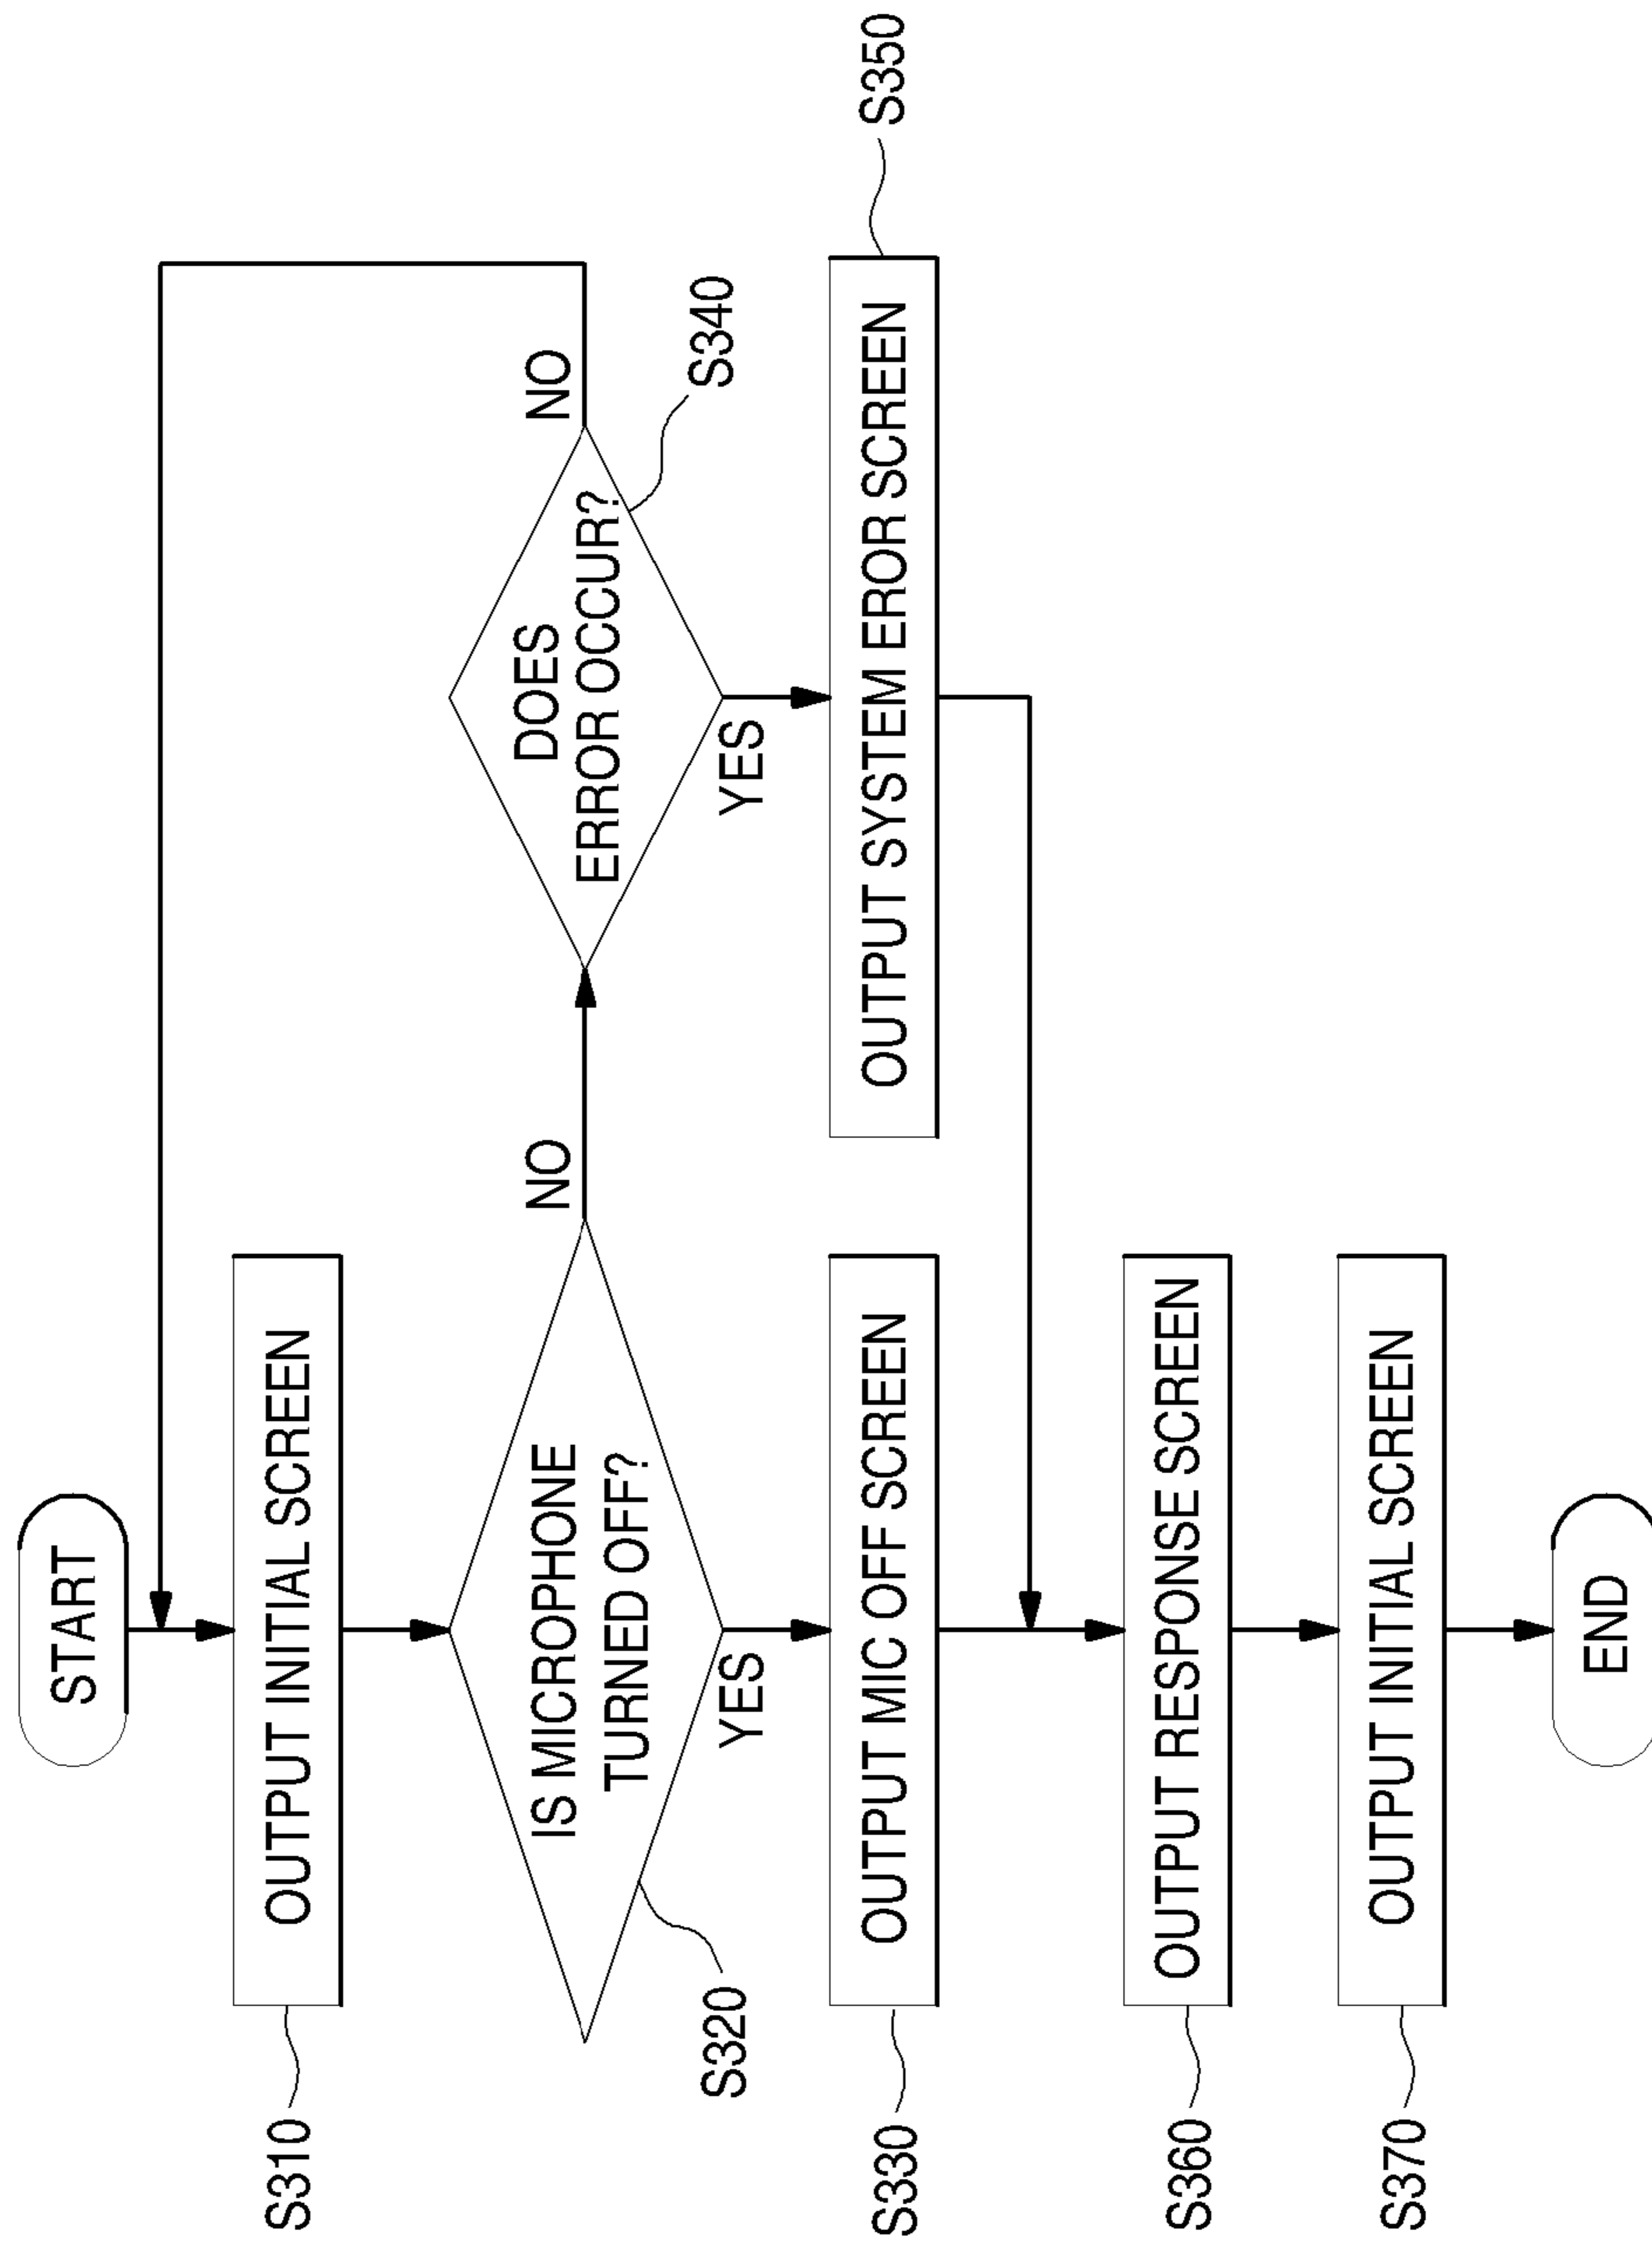 START
S310
OUTPUT INITIAL SCREEN
IS MICROPHONE
TURNED OFF?
S320
NO
YES
DOES
ERROR OCCUR?
S340
NO
YES
S330
OUTPUT MIC OFF SCREEN
OUTPUT SYSTEM ERROR SCREEN
S350
S360
OUTPUT RESPONSE SCREEN
S370
OUTPUT INITIAL SCREEN
END